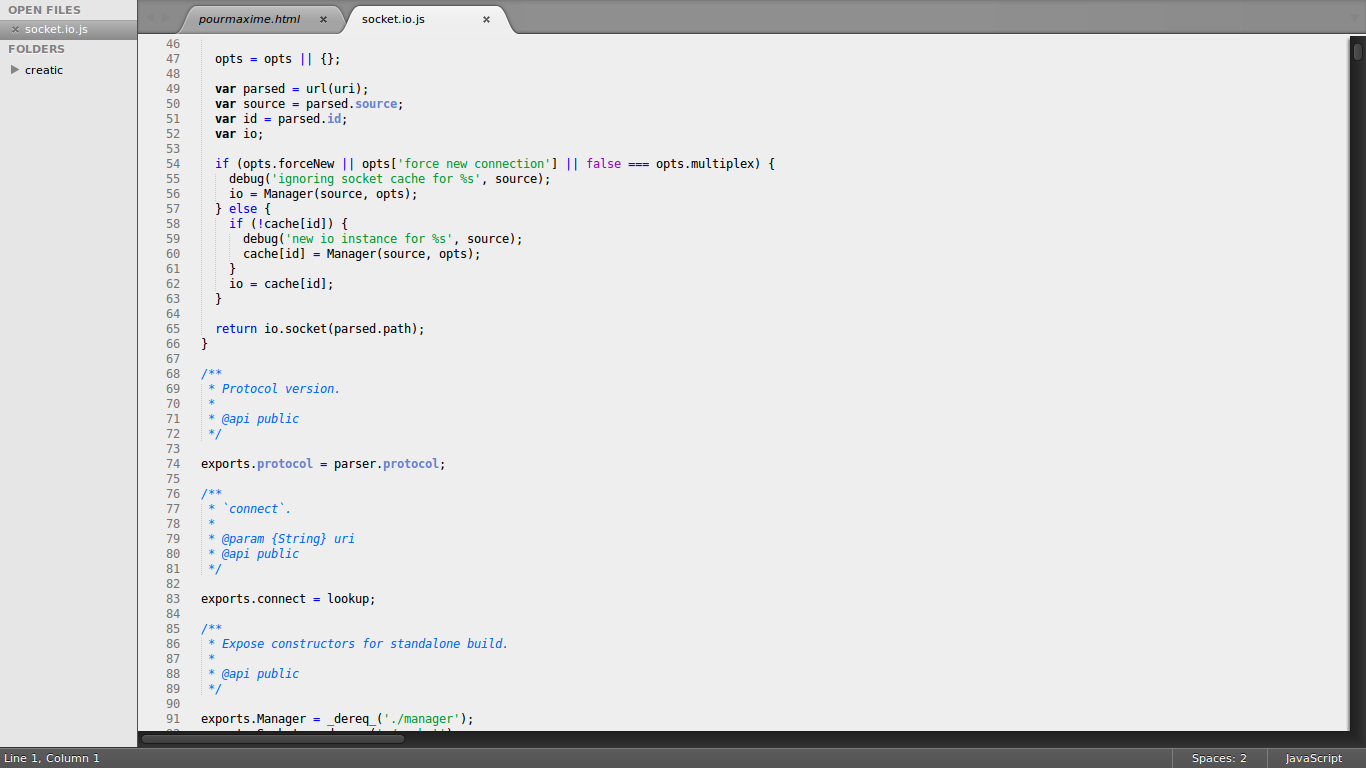 OPEN FILES
socket.io.js
FOLDERS
creatic
pourmaxime.html
socket.io.js
46
47 opts = opts || {};
48
49 var parsed = url(uri);
50 var source = parsed.source;
51 var id = parsed.id;
52 var io;
53
54 if (opts.forceNew || opts['force new connection'] || false === opts.multiplex) {
55 debug('ignoring socket cache for %s', source);
56 io = Manager(source, opts);
57 } else {
58 if (!cache[id]) {
59 debug('new io instance for %s', source);
60 cache[id] = Manager(source, opts);
61 }
62 io = cache[id];
63 }
64
65 return io.socket(parsed.path);
66 }
67
68 /**
69 * Protocol version.
70 *
71 * @api public
72 */
73
74 exports.protocol = parser.protocol;
75
76 /**
77 * `connect`.
78 *
79 * @param {String} uri
80 * @api public
81 */
82
83 exports.connect = lookup;
84
85 /**
86 * Expose constructors for standalone build.
87 *
88 * @api public
89 */
90
91 exports.Manager = _dereq_('./manager');
Line 1, Column 1
Spaces: 2
JavaScript